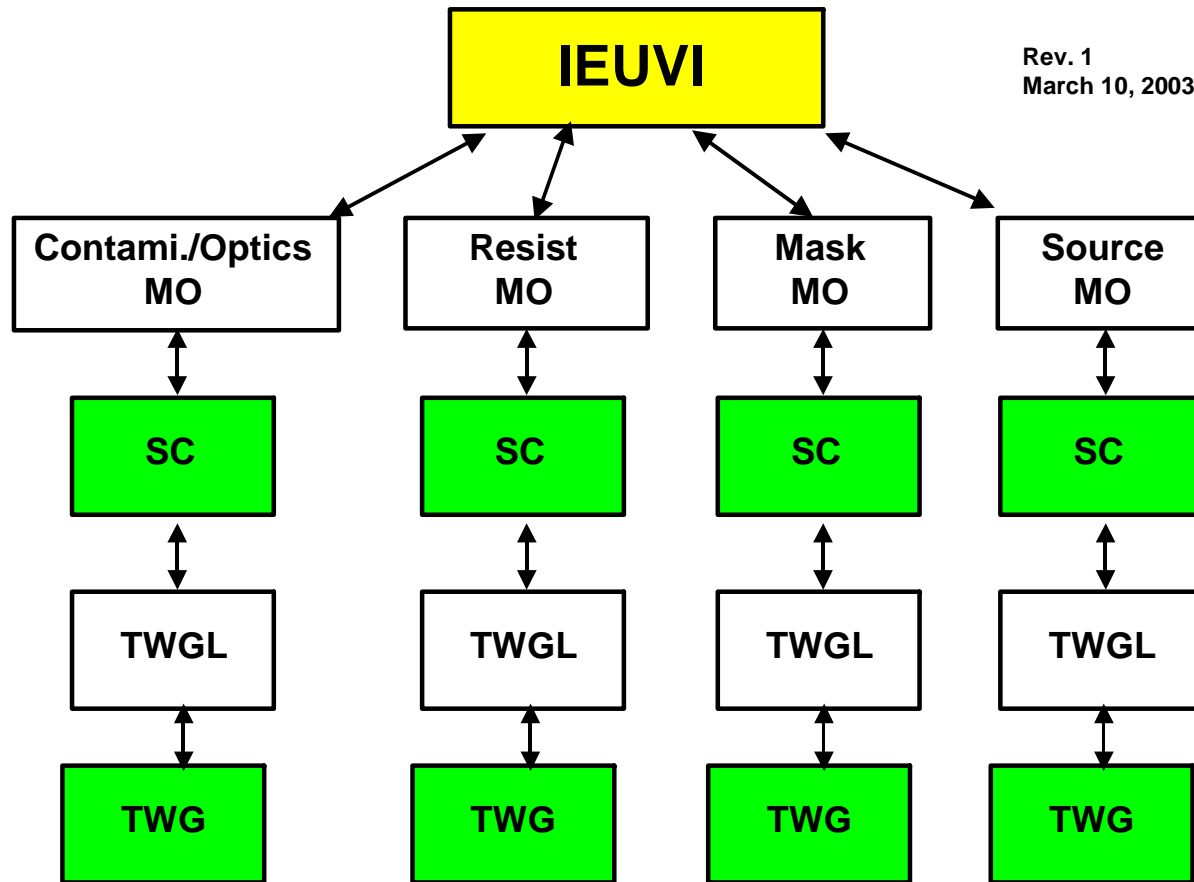 IEUVI
Rev. 1
March 10, 2003
Contami./Optics
MO
Resist
MO
Mask
MO
Source
MO
SC
SC
SC
SC
TWGL
TWGL
TWGL
TWGL
TWG
TWG
TWG
TWG